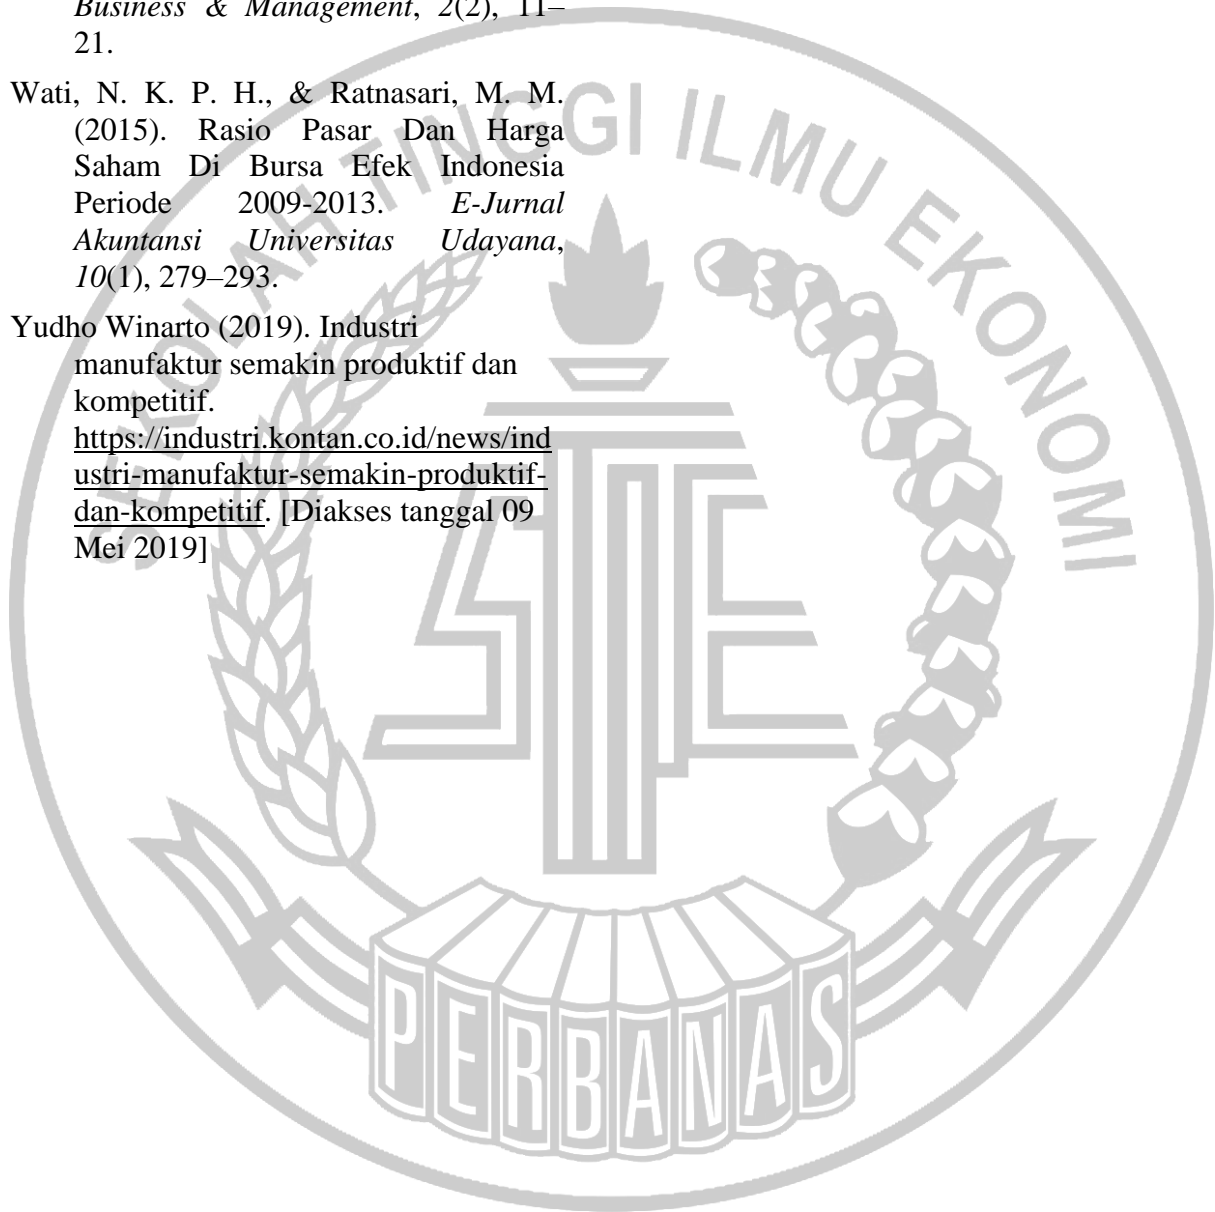 Business & Management, 2(2), 11–
21.
Wati, N. K. P. H., & Ratnasari, M. M.
(2015). Rasio Pasar Dan Harga
Saham Di Bursa Efek Indonesia
Periode 2009-2013. E-Jurnal
Akuntansi Universitas Udayana,
10(1), 279–293.
Yudho Winarto (2019). Industri
manufaktur semakin produktif dan
kompetitif.
https://industri.kontan.co.id/news/ind
ustri-manufaktur-semakin-produktif-
dan-kompetitif. [Diakses tanggal 09
Mei 2019]
SEKOLAH TINGGI ILMU EKONOMI
STIE
PERBANAS